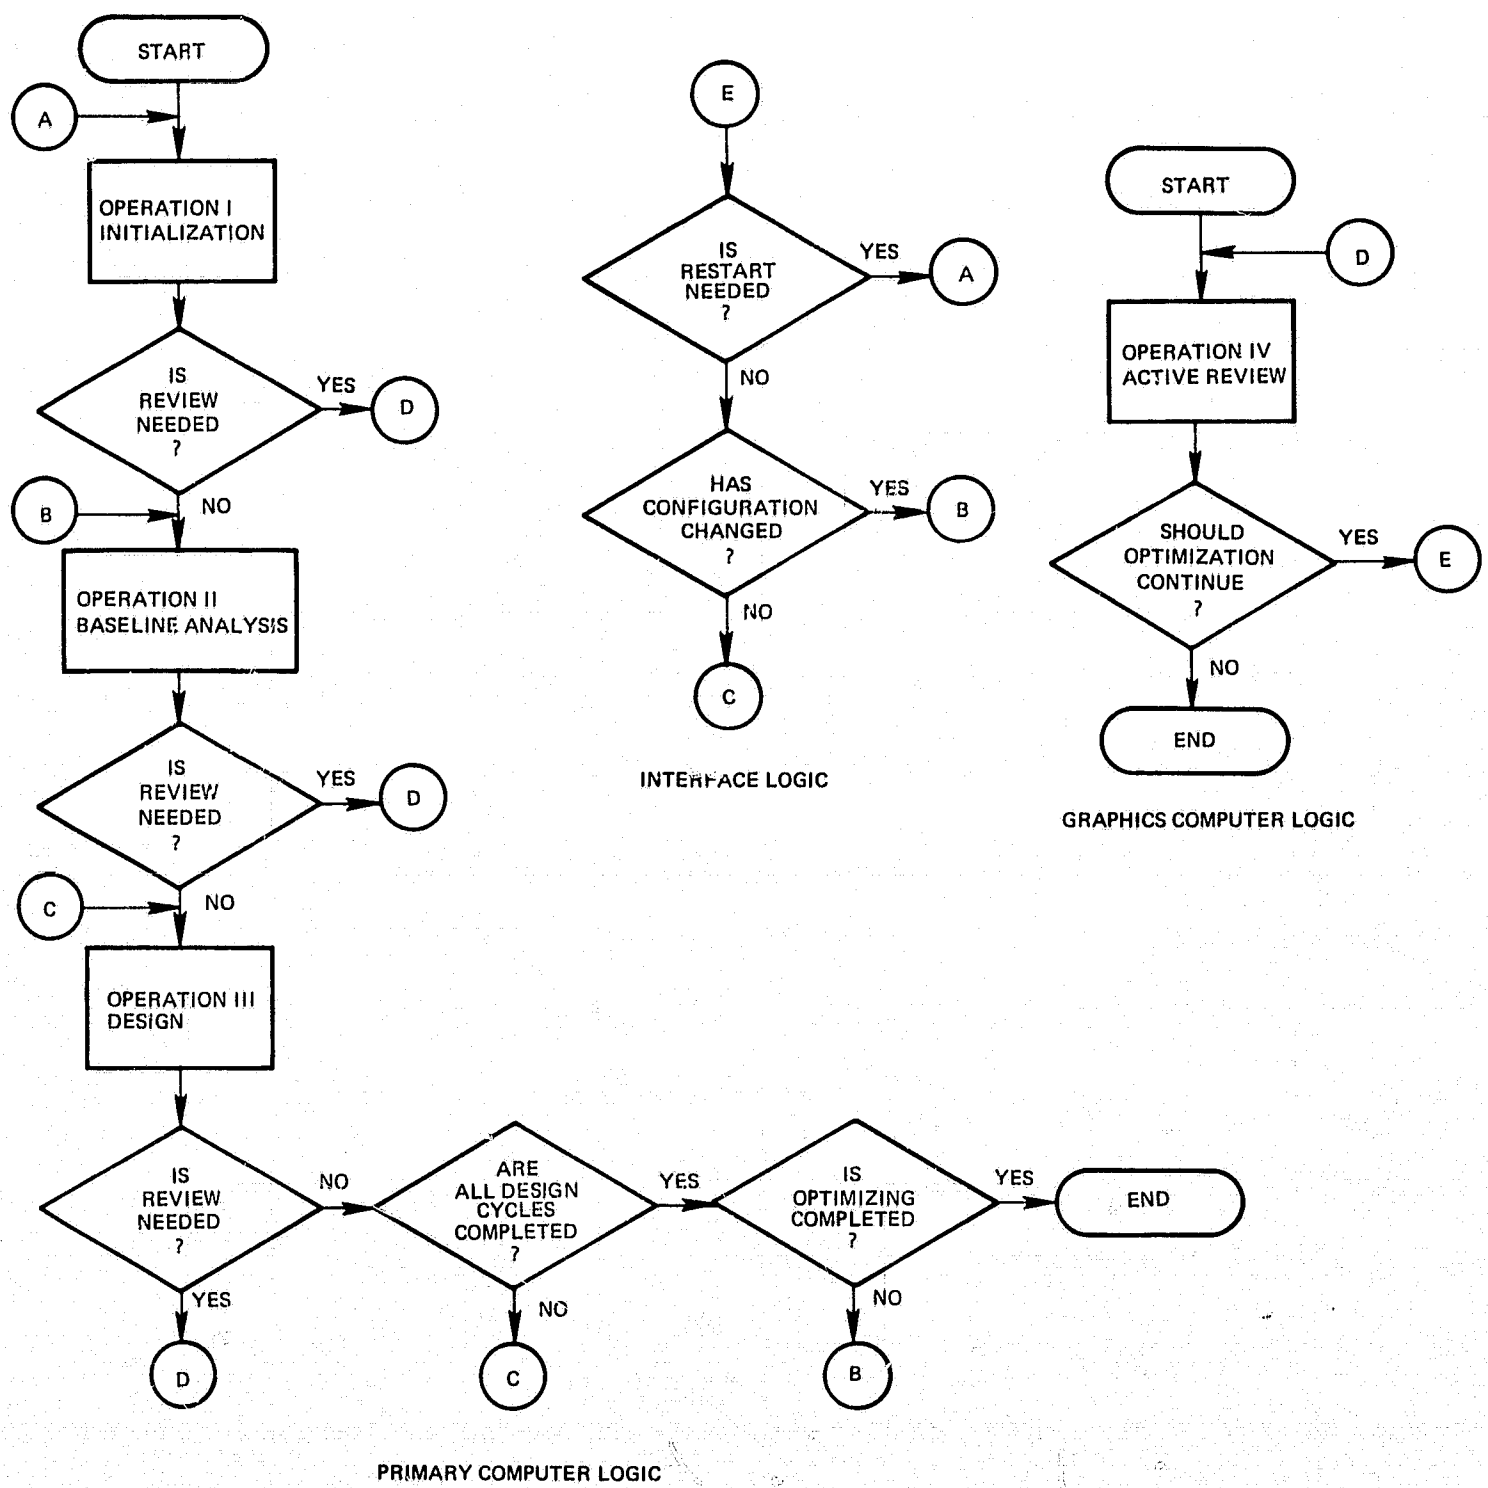 START
A
OPERATION I
INITIALIZATION
IS
REVIEW
NEEDED
?
YES
D
NO
B
OPERATION II
BASELINE ANALYSIS
IS
REVIEW
NEEDED
?
YES
D
NO
C
OPERATION III
DESIGN
IS
REVIEW
NEEDED
?
YES
D
NO
ARE
ALL DESIGN
CYCLES
COMPLETED
?
NO
C
YES
IS
OPTIMIZING
COMPLETED
?
NO
B
YES
END
PRIMARY COMPUTER LOGIC
E
IS
RESTART
NEEDED
?
YES
A
NO
HAS
CONFIGURATION
CHANGED
?
YES
B
NO
C
INTERFACE LOGIC
START
D
OPERATION IV
ACTIVE REVIEW
SHOULD
OPTIMIZATION
CONTINUE
?
YES
E
NO
END
GRAPHICS COMPUTER LOGIC